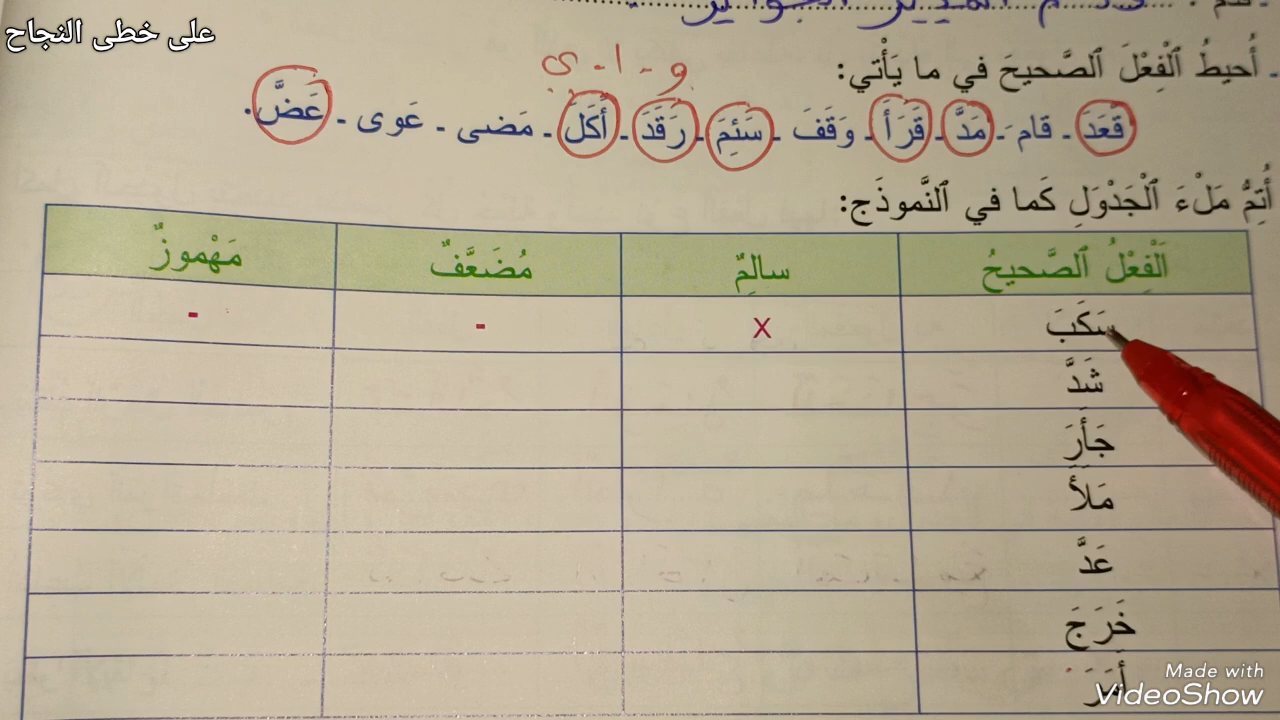 على خطى النجاح
- أُحيطُ ٱلْفِعْلَ ٱلصَّحيحَ في ما يَأْتي:
و - ا - ي
قَعَدَ - قامَ - مَدَّ - قَرَأَ - وَقَفَ - سَئِمَ - رَقَدَ - أَكَلَ - مَضى - عَوى - عَضَّ.
أُتِمُّ مَلْءَ ٱلْجَدْوَلِ كَما في ٱلنَّموذَجِ:
اَلْفِعْلُ ٱلصَّحيحُ سالِمٌ مُضَعَّفٌ مَهْموزٌ
سَكَبَ x - -
شَدَّ
جَأَرَ
مَلَأَ
عَدَّ
خَرَجَ
أَمَرَ
Made with
VideoShow